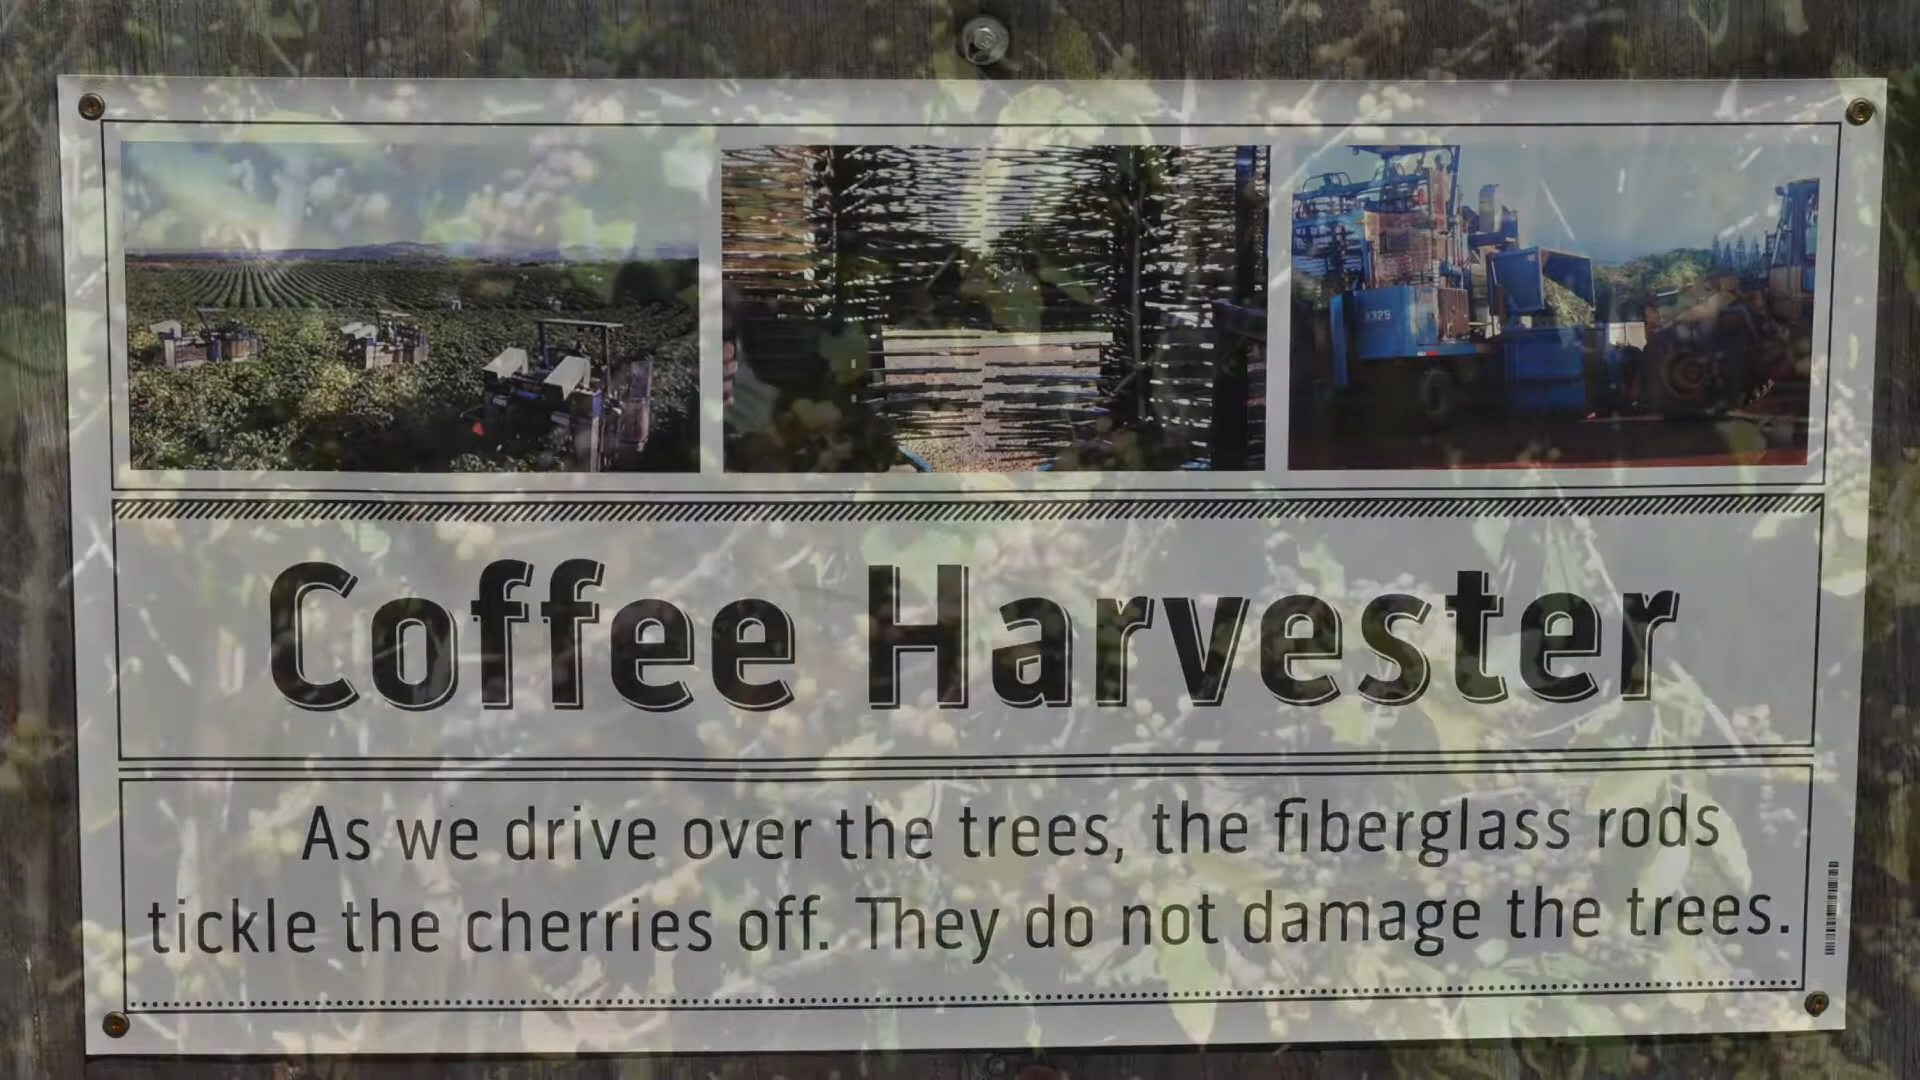 X329
Coffee Harvester
As we drive over the trees, the fiberglass rods
tickle the cherries off. They do not damage the trees.